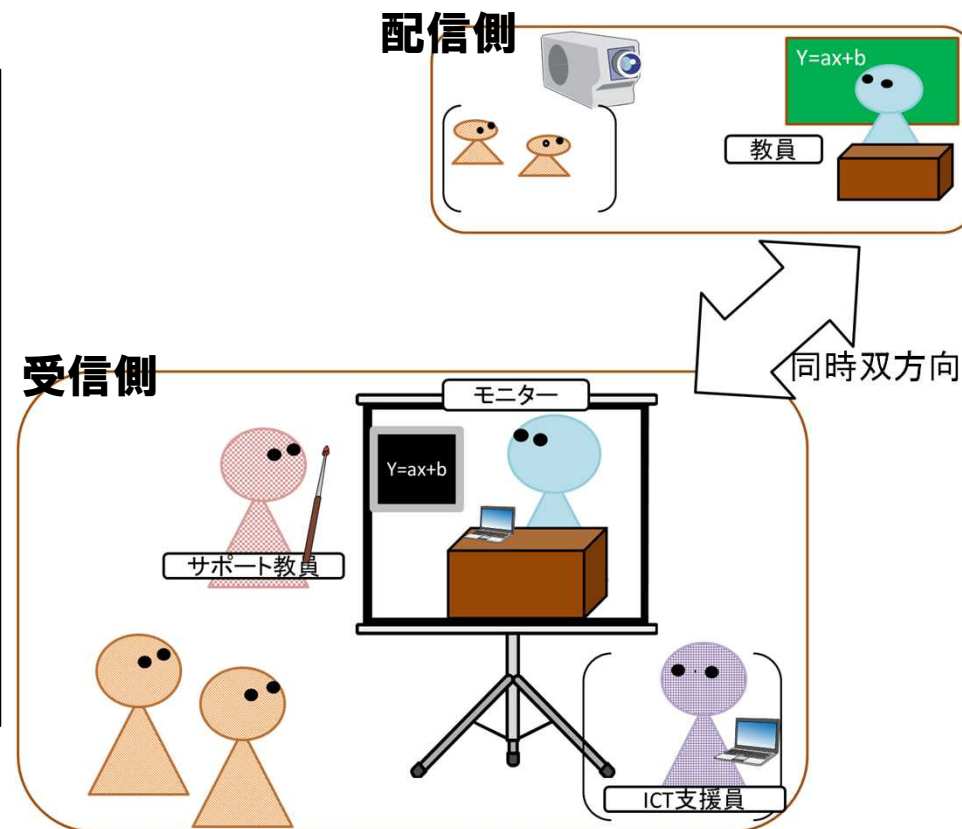 配信側
Y=ax+b
教員
同時双方向
受信側
モニター
Y=ax+b
サポート教員
ICT支援員